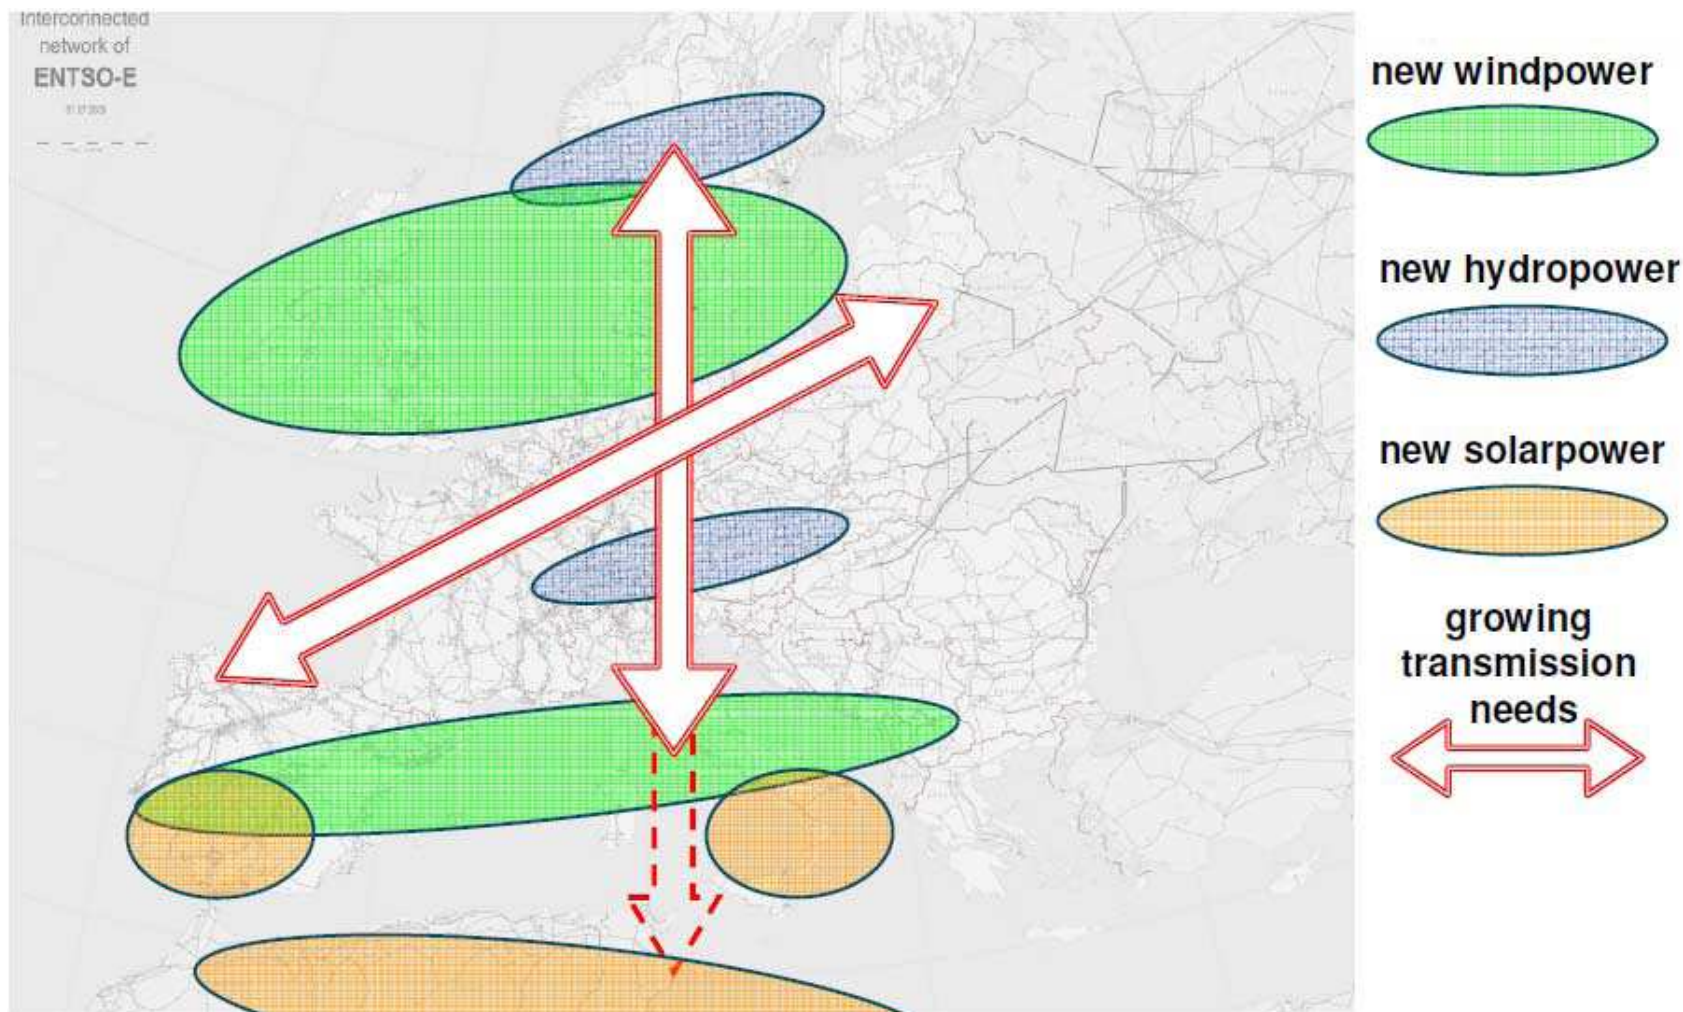 Interconnected
network of
ENTSO-E
new windpower
new hydropower
new solarpower
growing
transmission
needs